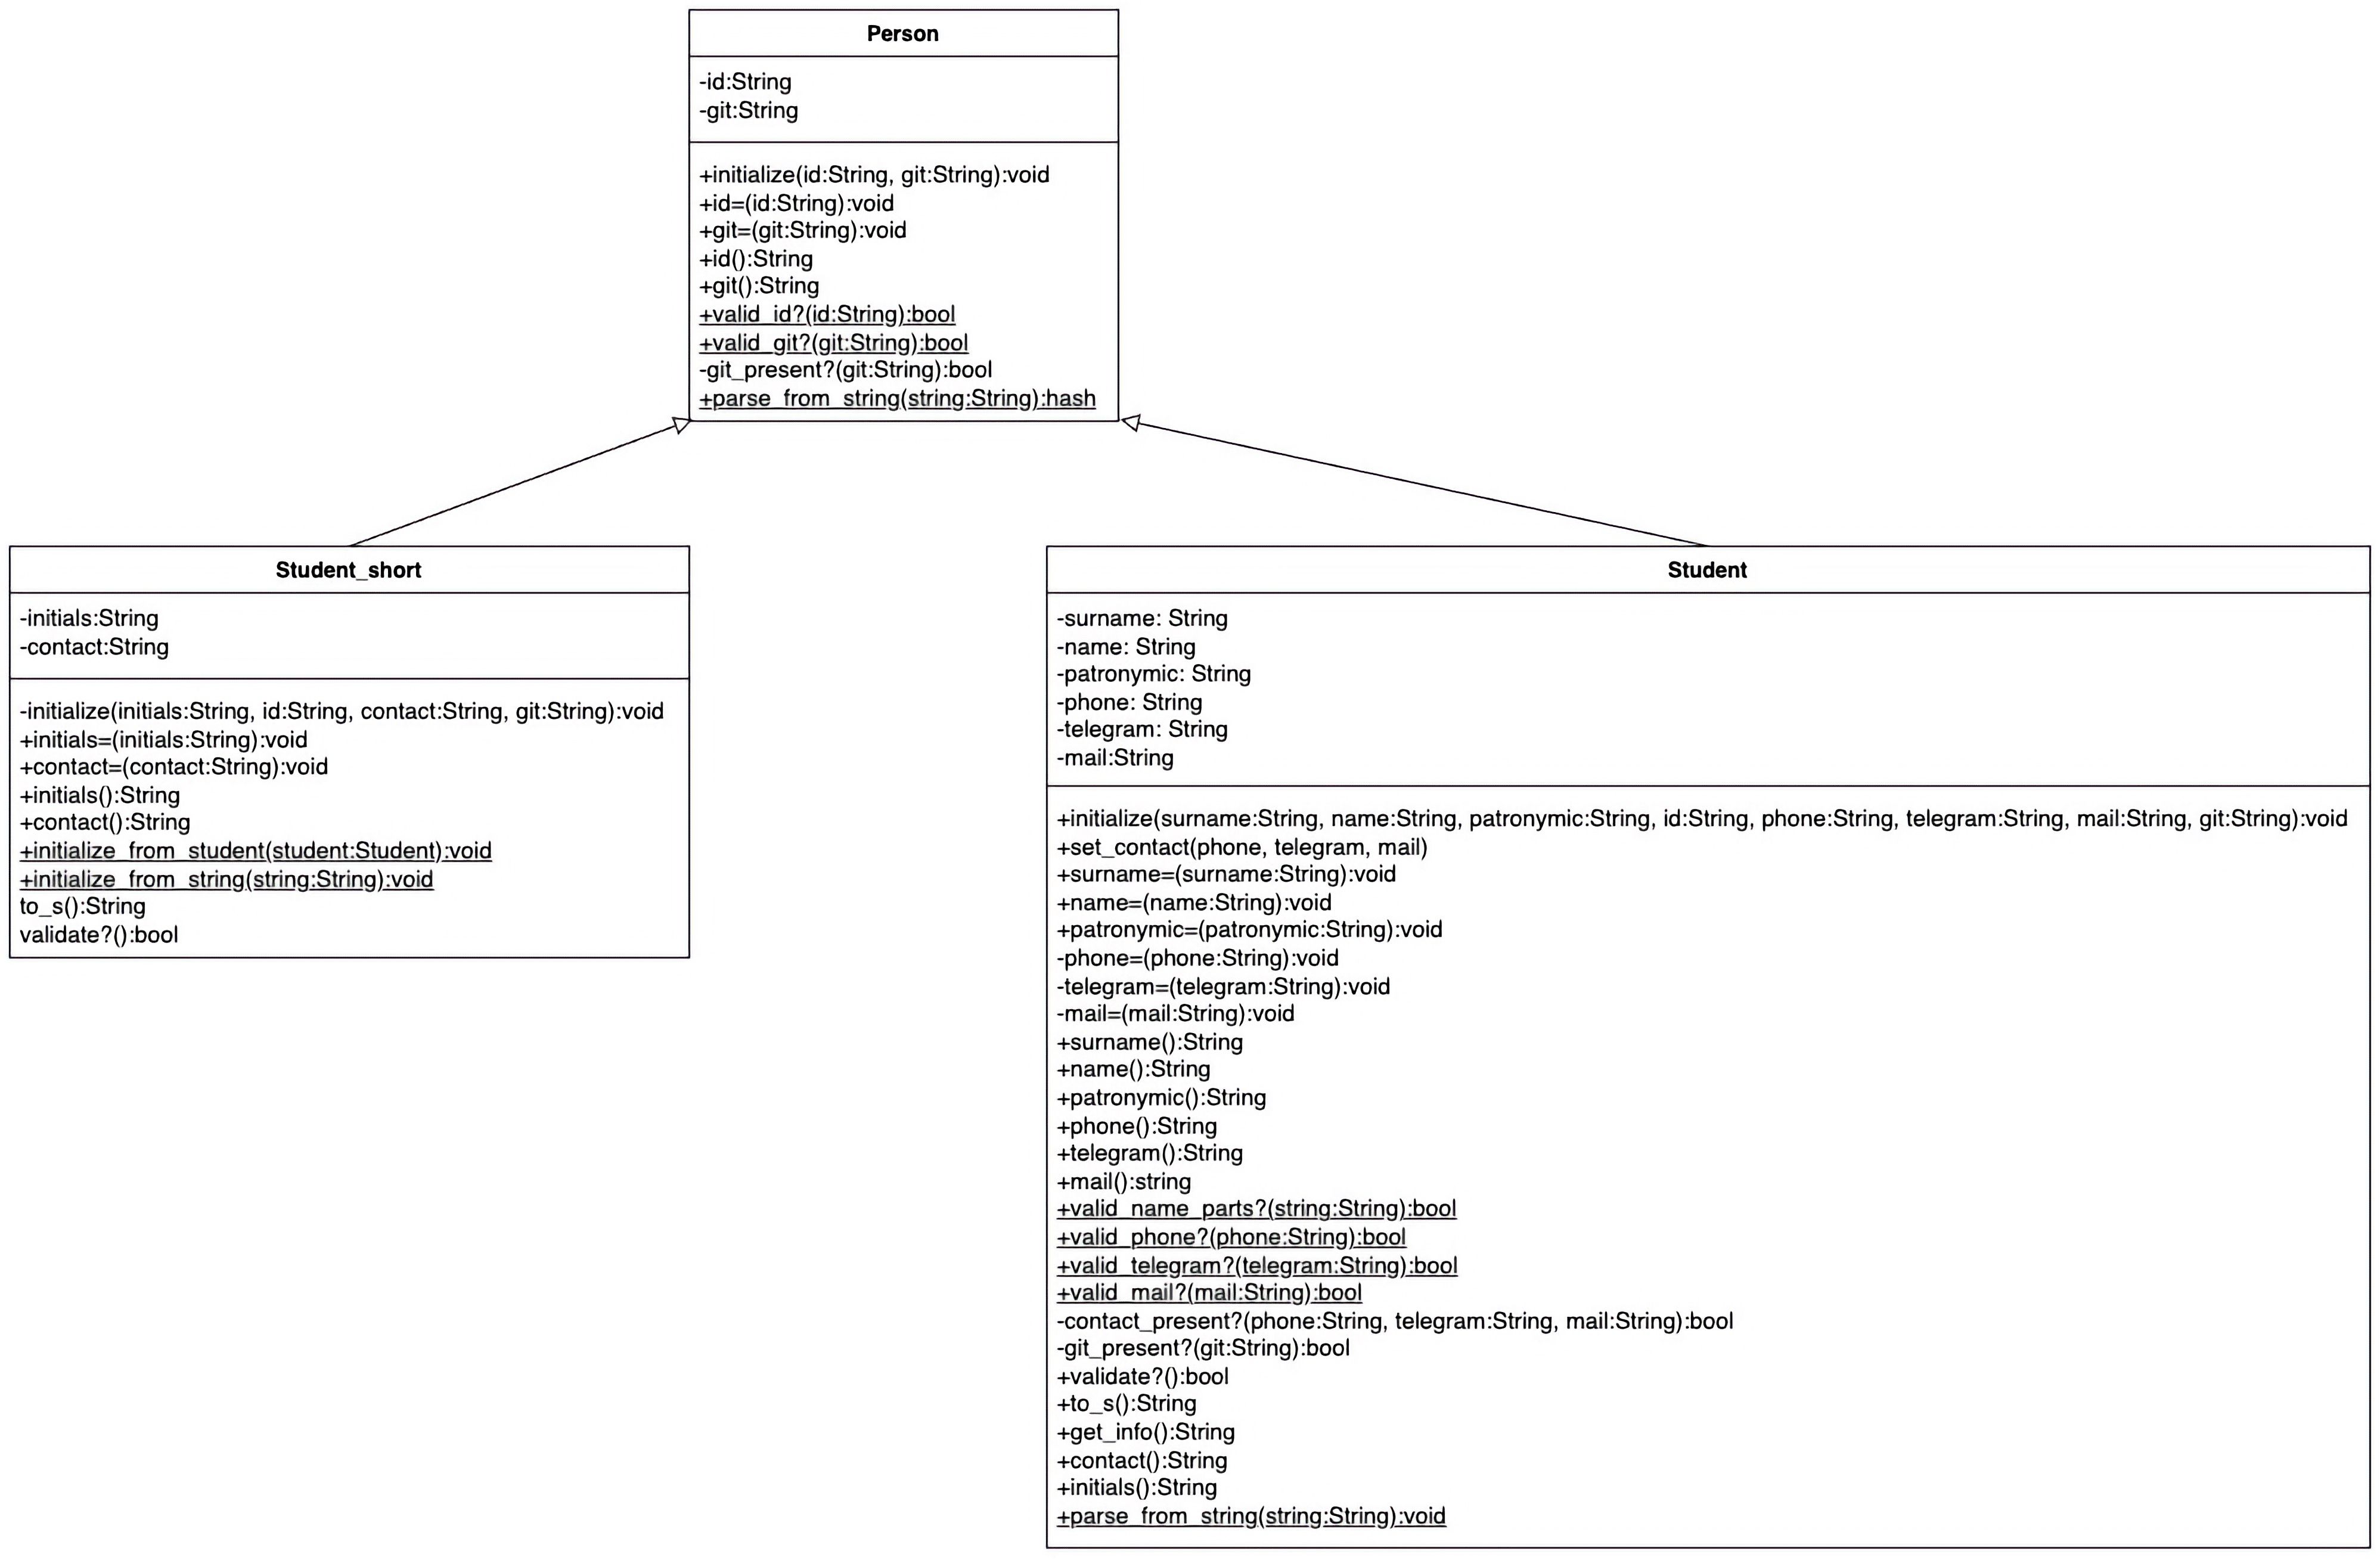 Person
-id:String
-git:String
+initialize(id:String, git:String):void
+id=(id:String):void
+git=(git:String):void
+id():String
+git():String
+valid_id?(id:String):bool
+valid_git?(git:String):bool
-git_present?(git:String):bool
+parse_from_string(string:String):hash
Student_short
-initials:String
-contact:String
-initialize(initials:String, id:String, contact:String, git:String):void
+initials=(initials:String):void
+contact=(contact:String):void
+initials():String
+contact():String
+initialize_from_student(student:Student):void
+initialize_from_string(string:String):void
to_s():String
validate?():bool
Student
-surname: String
-name: String
-patronymic: String
-phone: String
-telegram: String
-mail:String
+initialize(surname:String, name:String, patronymic:String, id:String, phone:String, telegram:String, mail:String, git:String):void
+set_contact(phone, telegram, mail)
+surname=(surname:String):void
+name=(name:String):void
+patronymic=(patronymic:String):void
-phone=(phone:String):void
-telegram=(telegram:String):void
-mail=(mail:String):void
+surname():String
+name():String
+patronymic():String
+phone():String
+telegram():String
+mail():string
+valid_name_parts?(string:String):bool
+valid_phone?(phone:String):bool
+valid_telegram?(telegram:String):bool
+valid_mail?(mail:String):bool
-contact_present?(phone:String, telegram:String, mail:String):bool
-git_present?(git:String):bool
+validate?():bool
+to_s():String
+get_info():String
+contact():String
+initials():String
+parse_from_string(string:String):void